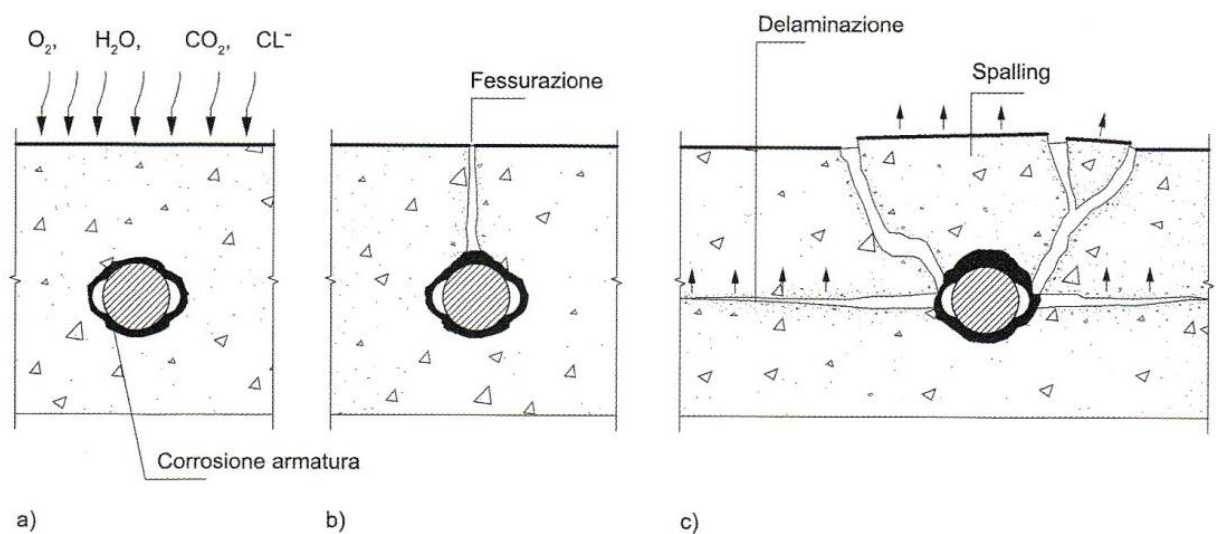 O₂, H₂O, CO₂, CL⁻
Fessurazione
Delaminazione
Spalling
Corrosione armatura
a)
b)
c)